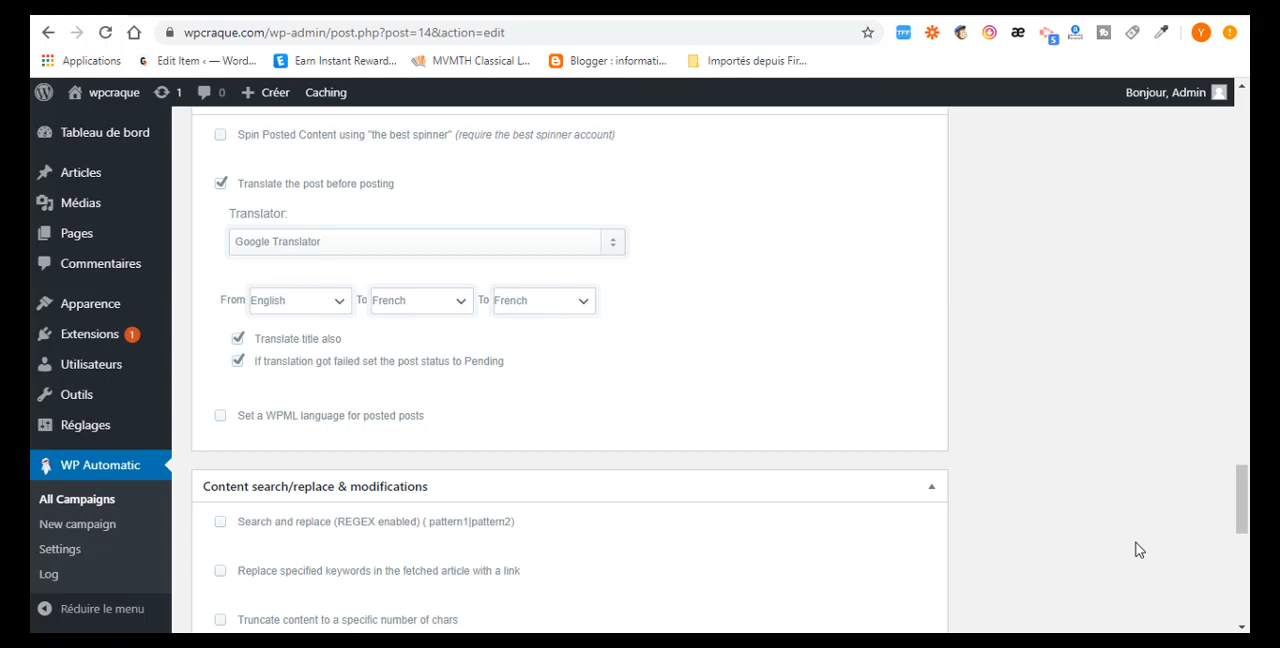 wpcraque.com/wp-admin/post.php?post=14&action=edit
TFF
æ
5
Y
!
Applications
G
Edit Item ‹ — Word...
E
Earn Instant Reward...
MVMTH Classical L...
Blogger : informati...
Importés depuis Fir...
wpcraque
1
0
Créer
Caching
Bonjour, Admin
Tableau de bord
Articles
Médias
Pages
Commentaires
Apparence
Extensions 1
Utilisateurs
Outils
Réglages
WP Automatic
All Campaigns
New campaign
Settings
Log
Réduire le menu
Spin Posted Content using "the best spinner" (require the best spinner account)
Translate the post before posting
Translator:
Google Translator
From English To French To French
Translate title also
If translation got failed set the post status to Pending
Set a WPML language for posted posts
Content search/replace & modifications
Search and replace (REGEX enabled) ( pattern1|pattern2)
Replace specified keywords in the fetched article with a link
Truncate content to a specific number of chars